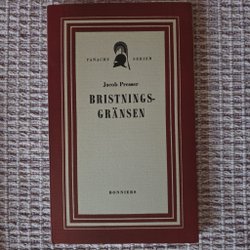 PANACHE SERIEN
Jacob Presser
BRISTNINGS-
GRÄNSEN
BONNIERS